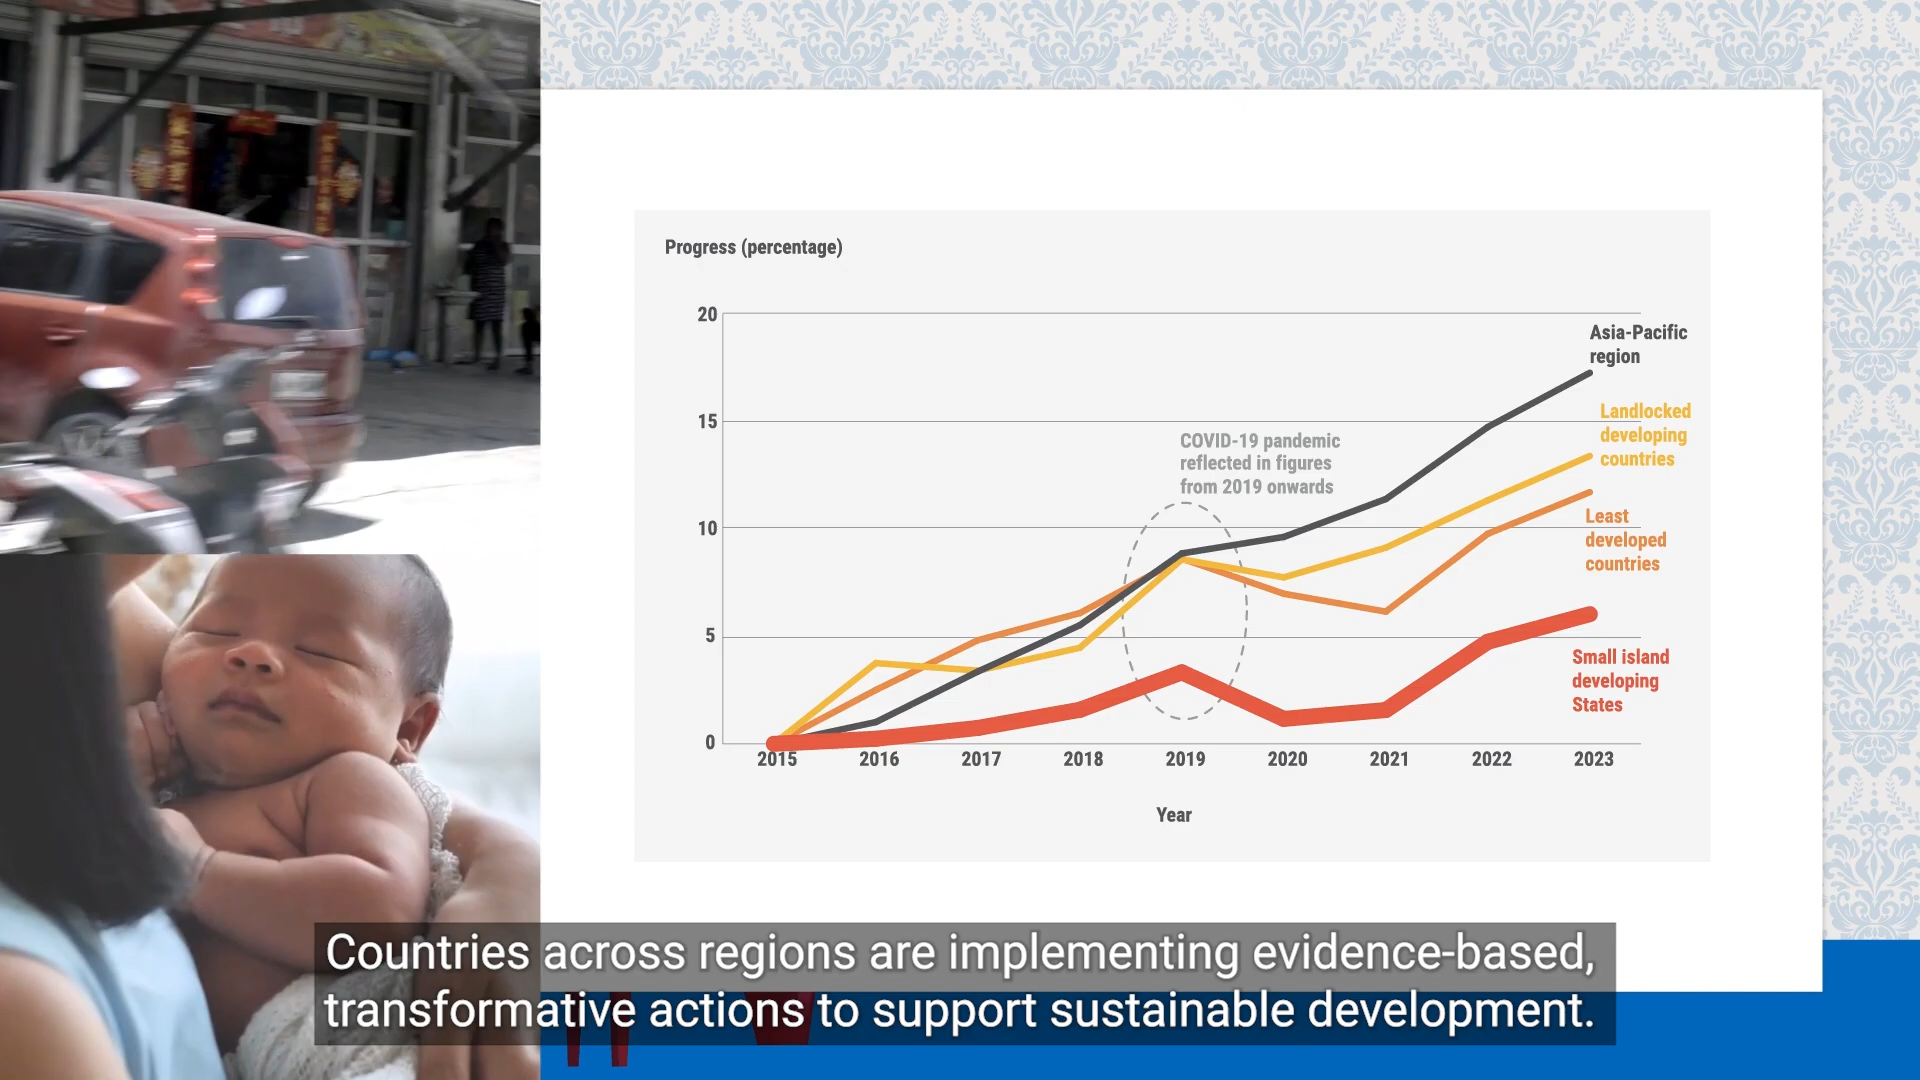 Progress (percentage)
20
15
10
5
0
Asia-Pacific
region
Landlocked
developing
countries
COVID-19 pandemic
reflected in figures
from 2019 onwards
Least
developed
countries
Small island
developing
States
2015 2016 2017 2018 2019 2020 2021 2022 2023
Year
Countries across regions are implementing evidence-based,
transformative actions to support sustainable development.